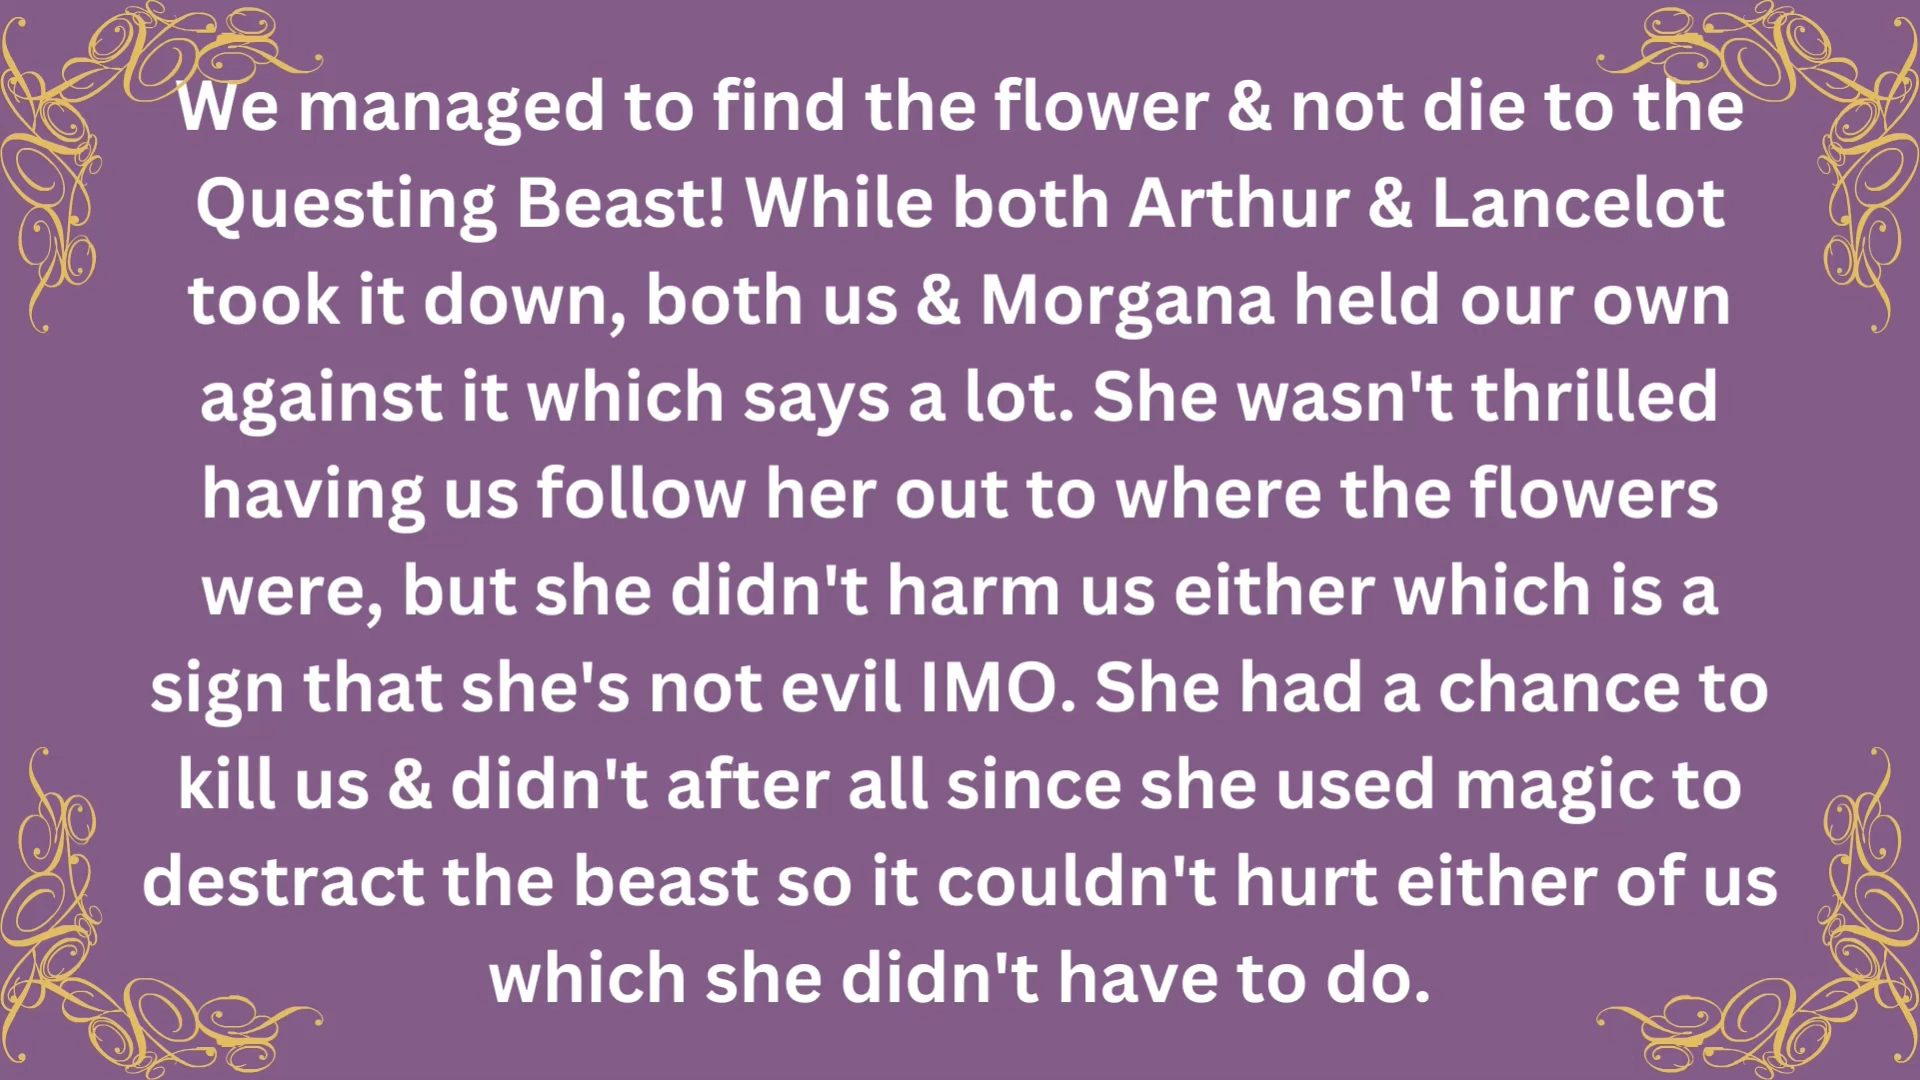 We managed to find the flower & not die to the
Questing Beast! While both Arthur & Lancelot
took it down, both us & Morgana held our own
against it which says a lot. She wasn't thrilled
having us follow her out to where the flowers
were, but she didn't harm us either which is a
sign that she's not evil IMO. She had a chance to
kill us & didn't after all since she used magic to
destract the beast so it couldn't hurt either of us
which she didn't have to do.